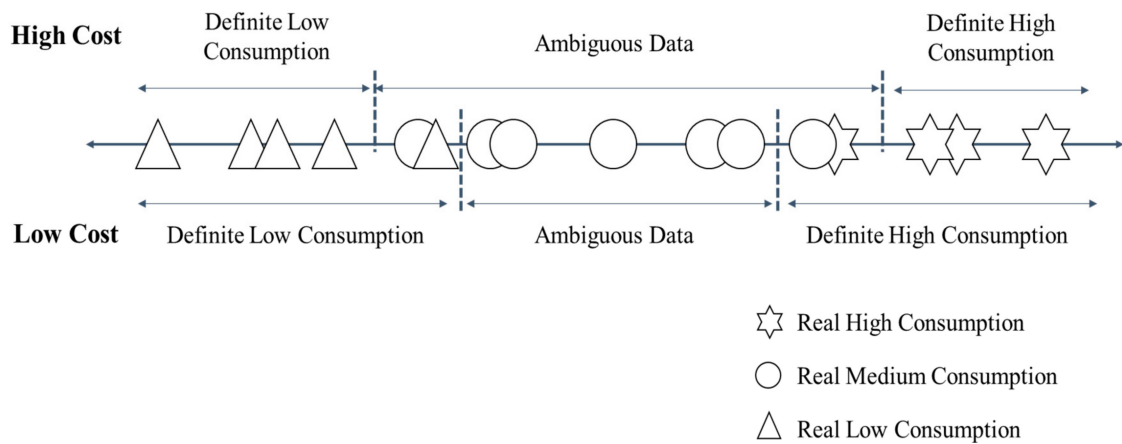 High Cost
Definite Low
Consumption
Ambiguous Data
Definite High
Consumption
Low Cost
Definite Low Consumption
Ambiguous Data
Definite High Consumption
Real High Consumption
Real Medium Consumption
Real Low Consumption